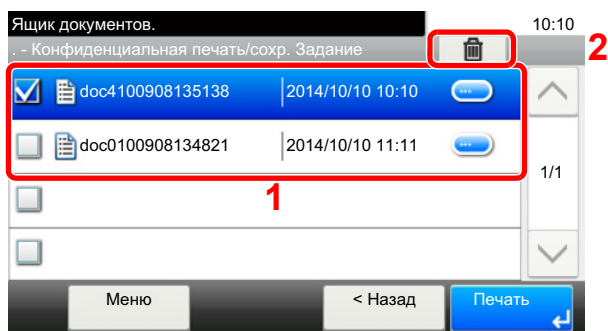 Ящик документов. 10:10
. - Конфиденциальная печать/сохр. Задание 2
doc4100908135138 2014/10/10 10:10 ...
doc0100908134821 2014/10/10 11:11 ...
1/1
1
Меню < Назад Печать